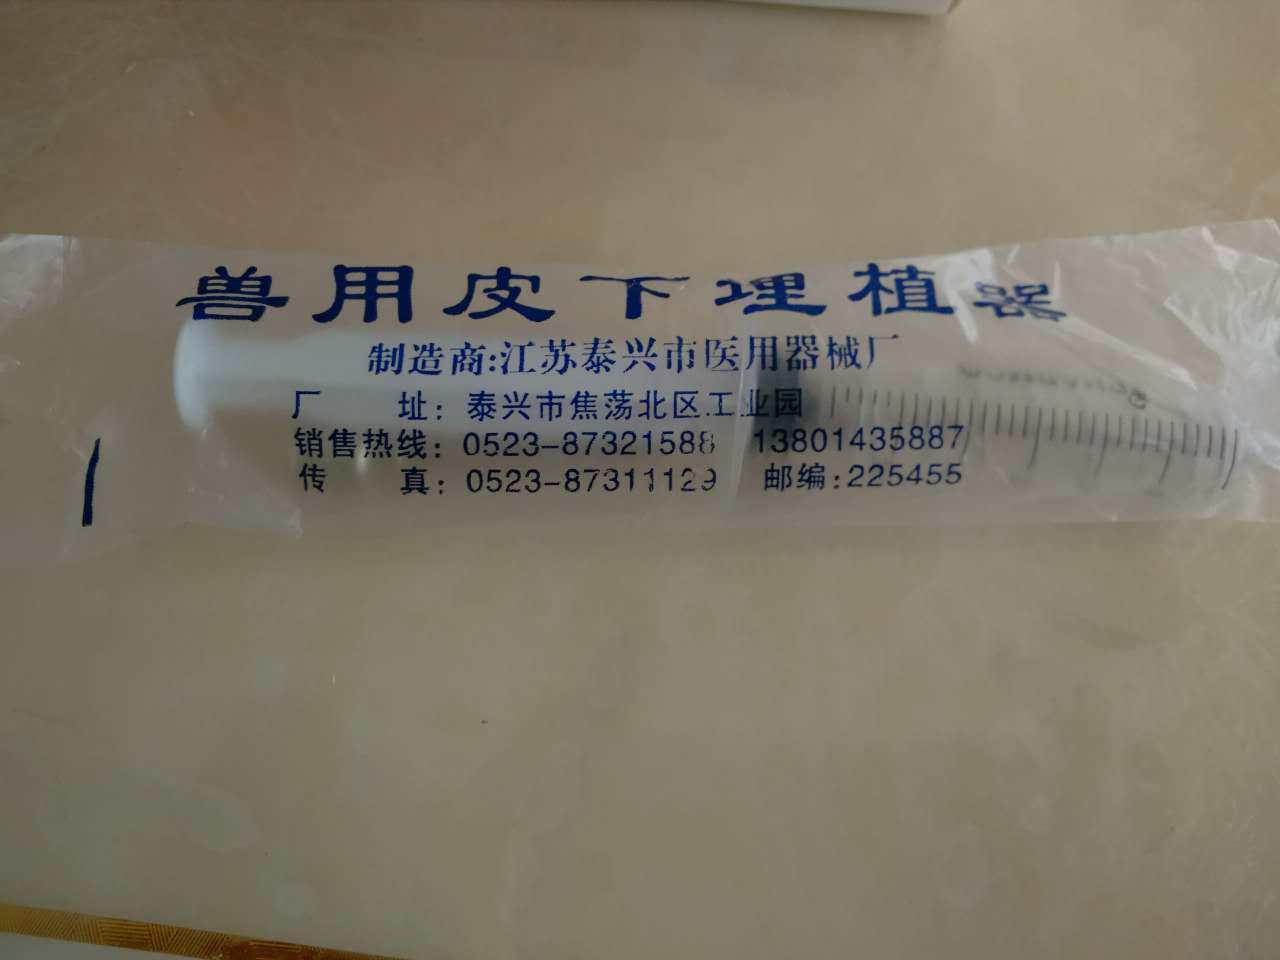 兽用皮下埋植器
制造商:江苏泰兴市医用器械厂
厂 址：泰兴市焦荡北区工业园
销售热线：0523-87321588 13801435887
传 真：0523-87311129 邮编:225455